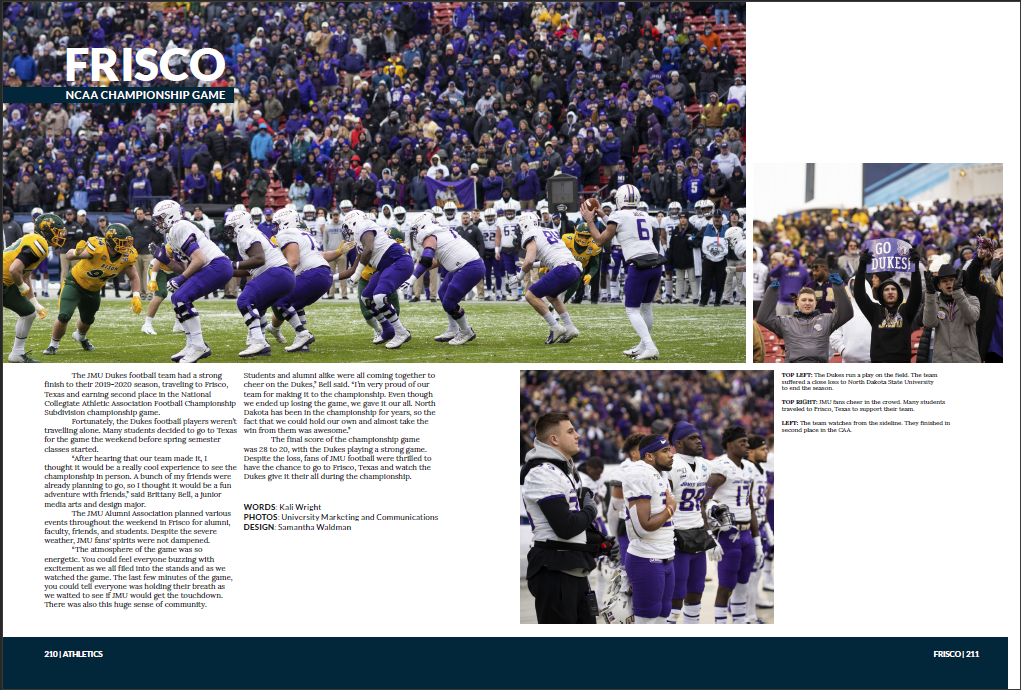 FRISCO
NCAA CHAMPIONSHIP GAME
6
5
GO
DUKES!
JMU
The JMU Dukes football team had a strong
finish to their 2019-2020 season, traveling to Frisco,
Texas and earning second place in the National
Collegiate Athletic Association Football Championship
Subdivision championship game.
Fortunately, the Dukes football players weren't
travelling alone. Many students decided to go to Texas
for the game the weekend before spring semester
classes started.
"After hearing that our team made it, I
thought it would be a really cool experience to see the
championship in person. A bunch of my friends were
already planning to go, so I thought it would be a fun
adventure with friends," said Brittany Bell, a junior
media arts and design major.
The JMU Alumni Association planned various
events throughout the weekend in Frisco for alumni,
faculty, friends, and students. Despite the severe
weather, JMU fans' spirits were not dampened.
"The atmosphere of the game was so
energetic. You could feel everyone buzzing with
excitement as we all filed into the stands and as we
watched the game. The last few minutes of the game,
you could tell everyone was holding their breath as
we waited to see if JMU would get the touchdown.
There was also this huge sense of community.
Students and alumni alike were all coming together to
cheer on the Dukes," Bell said. "I'm very proud of our
team for making it to the championship. Even though
we ended up losing the game, we gave it our all. North
Dakota has been in the championship for years, so the
fact that we could hold our own and almost take the
win from them was awesome."
The final score of the championship game
was 28 to 20, with the Dukes playing a strong game.
Despite the loss, fans of JMU football were thrilled to
have the chance to go to Frisco, Texas and watch the
Dukes give it their all during the championship.
WORDS: Kali Wright
PHOTOS: University Marketing and Communications
DESIGN: Samantha Waldman
TOP LEFT: The Dukes run a play on the field. The team
suffered a close loss to North Dakota State University
to end the season.
TOP RIGHT: JMU fans cheer in the crowd. Many students
traveled to Frisco, Texas to support their team.
LEFT: The team watches from the sideline. They finished in
second place in the CAA.
210 | ATHLETICS
FRISCO | 211